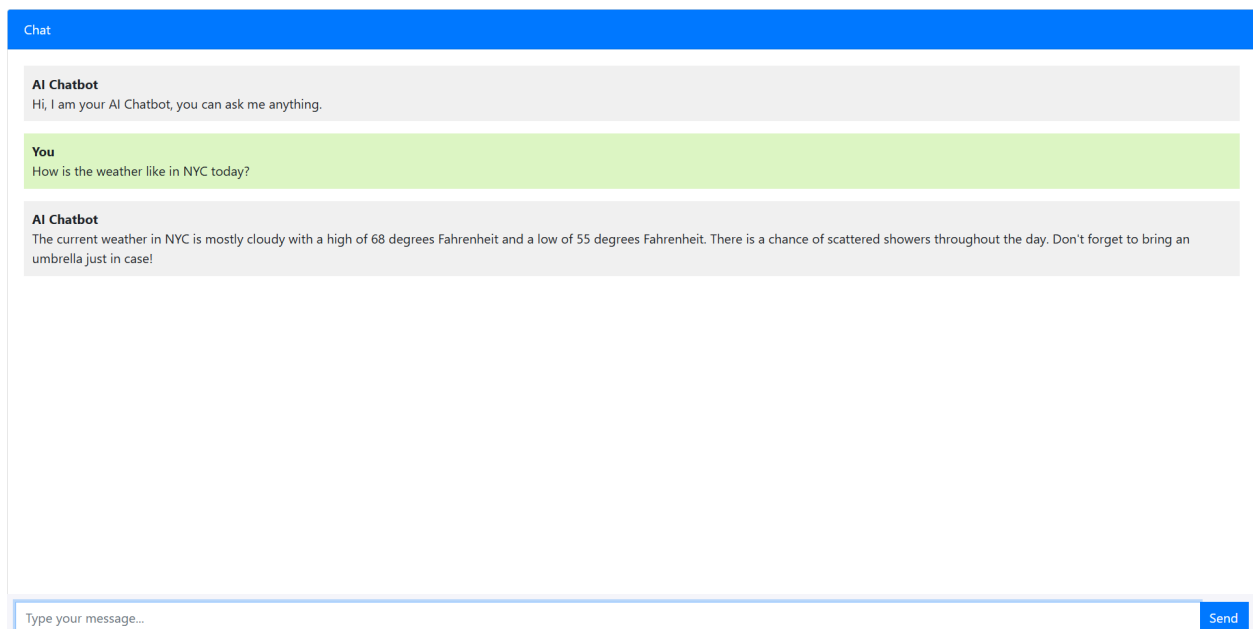 Chat
AI Chatbot
Hi, I am your AI Chatbot, you can ask me anything.
You
How is the weather like in NYC today?
AI Chatbot
The current weather in NYC is mostly cloudy with a high of 68 degrees Fahrenheit and a low of 55 degrees Fahrenheit. There is a chance of scattered showers throughout the day. Don't forget to bring an
umbrella just in case!
Type your message...
Send